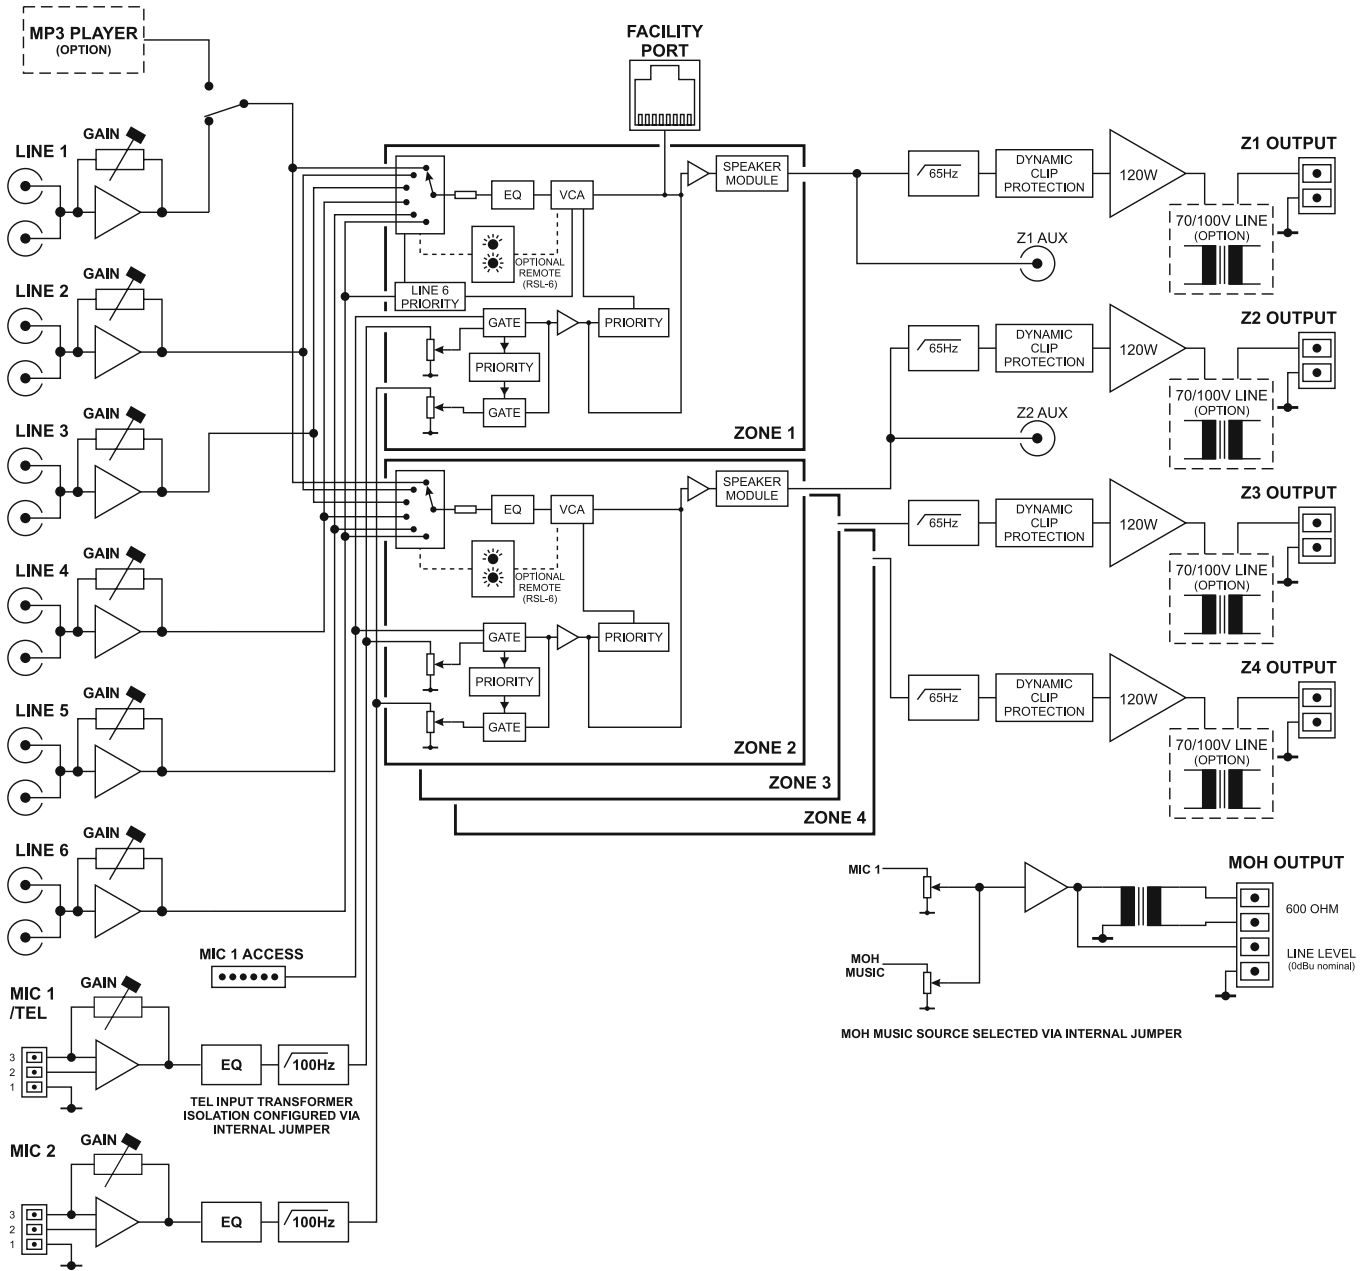 MP3 PLAYER
(OPTION)
FACILITY
PORT
GAIN
LINE 1
GAIN
LINE 2
GAIN
LINE 3
GAIN
LINE 4
GAIN
LINE 5
GAIN
LINE 6
MIC 1 ACCESS
MIC 1
/TEL
GAIN
3
2
1
EQ
100Hz
TEL INPUT TRANSFORMER
ISOLATION CONFIGURED VIA
INTERNAL JUMPER
MIC 2
GAIN
3
2
1
EQ
100Hz
EQ
VCA
SPEAKER
MODULE
OPTIONAL
REMOTE
(RSL-6)
LINE 6
PRIORITY
GATE
PRIORITY
PRIORITY
GATE
ZONE 1
EQ
VCA
SPEAKER
MODULE
OPTIONAL
REMOTE
(RSL-6)
GATE
PRIORITY
PRIORITY
GATE
ZONE 2
ZONE 3
ZONE 4
65Hz
DYNAMIC
CLIP
PROTECTION
120W
Z1 OUTPUT
70/100V LINE
(OPTION)
Z1 AUX
65Hz
DYNAMIC
CLIP
PROTECTION
120W
Z2 OUTPUT
70/100V LINE
(OPTION)
Z2 AUX
65Hz
DYNAMIC
CLIP
PROTECTION
120W
Z3 OUTPUT
70/100V LINE
(OPTION)
65Hz
DYNAMIC
CLIP
PROTECTION
120W
Z4 OUTPUT
70/100V LINE
(OPTION)
MIC 1
MOH
MUSIC
MOH OUTPUT
600 OHM
LINE LEVEL
(0dBu nominal)
MOH MUSIC SOURCE SELECTED VIA INTERNAL JUMPER